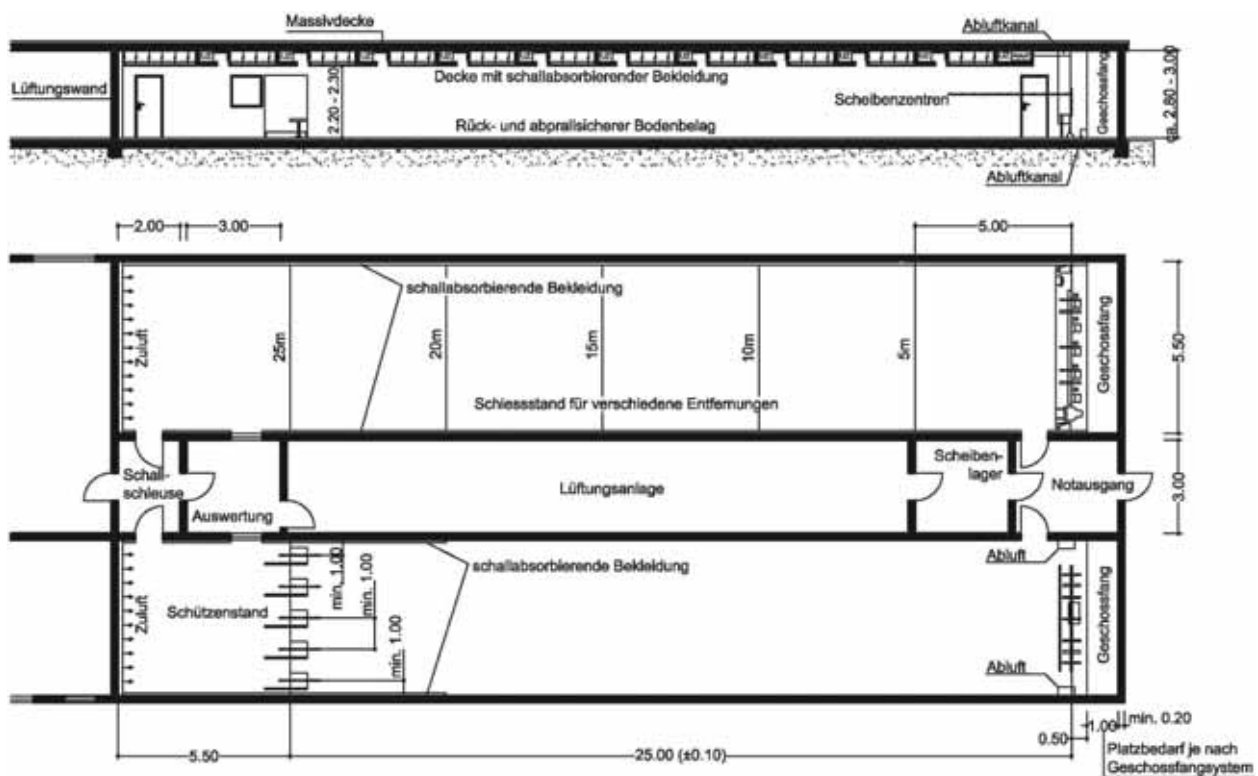 Massivdecke
Abluftkanal
Lüftungswand
Decke mit schallabsorbierender Bekleidung
2.20 - 2.30
Scheibenzentren
Geschossfang
ca. 2.80 - 3.00
Rück- und abprallsicherer Bodenbelag
Abluftkanal
2.00
3.00
5.00
schallabsorbierende Bekleidung
Zuluft
25m
20m
15m
10m
5m
Geschossfang
5.50
Schiessstand für verschiedene Entfernungen
Schall-
schleuse
Auswertung
Lüftungsanlage
Scheiben-
lager
Notausgang
3.00
Zuluft
Schützenstand
min. 1.00
min. 1.00
min. 1.00
schallabsorbierende Bekleidung
Abluft
Abluft
Geschossfang
5.50
25.00 (±0.10)
0.50
1.00
min. 0.20
Platzbedarf je nach
Geschossfangsystem